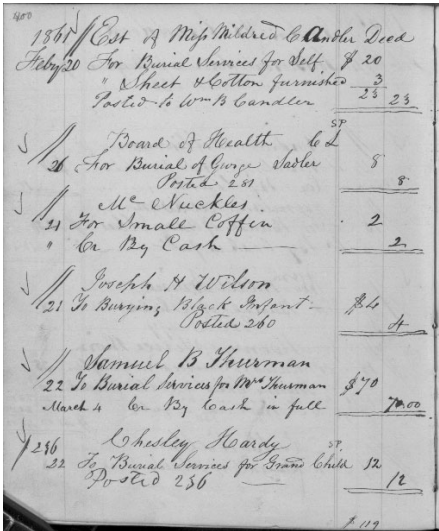 400
1865 Est of Miss Mildred C Candler Decd
Feby 20 For Burial Services for Self $ 20
" Sheet & Cotton furnished 3
23
Posted to Wm B Candler 23
SP
Board of Health C L
26 For Burial of George Sadler 8
Posted 281 8
Mc Nuckles
21 For Small Coffin 2
" Cr By Cash 2
Joseph H Wilson
21 To Burying Black Infant $4
Posted 260 4
Samuel B Thurman
22 To Burial Services for Mrs Thurman $70
March 4 Cr By Cash in full 70.00
256 Chesley Hardy SP.
22 To Burial Services for Grand Child 12
Posted 256 12
$ 119